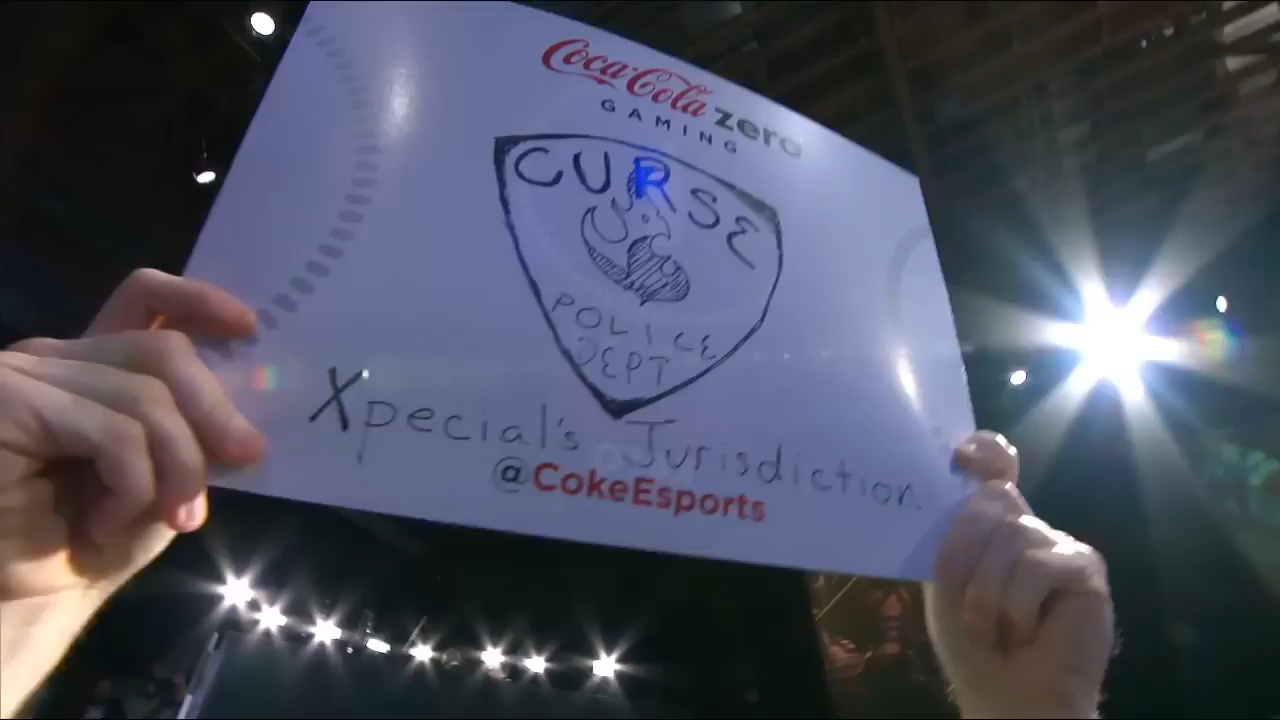 Coca-Cola zero
GAMING
CURSE
POLICE
DEPT
Xpecial's Jurisdiction
@CokeEsports